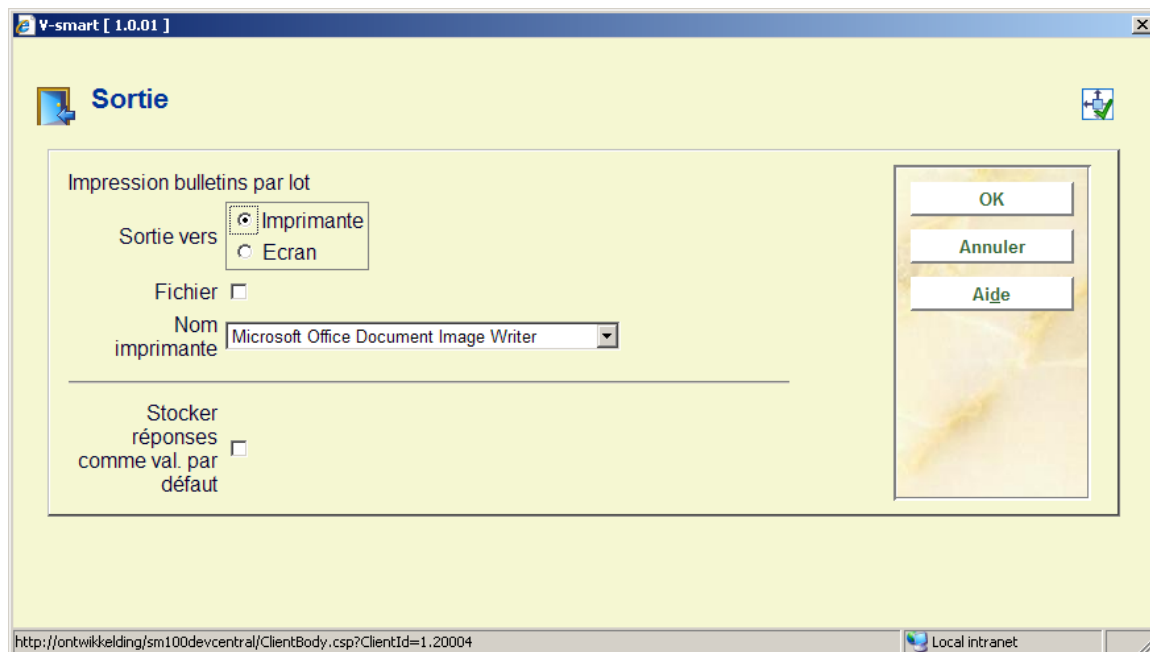 V-smart [ 1.0.01 ]
Sortie
Impression bulletins par lot
Sortie vers
Imprimante
Ecran
Fichier
Nom
imprimante
Microsoft Office Document Image Writer
Stocker
réponses
comme val. par
défaut
OK
Annuler
Aide
http://ontwikkelding/sm100devcentral/ClientBody.csp?ClientId=1.20004
Local intranet